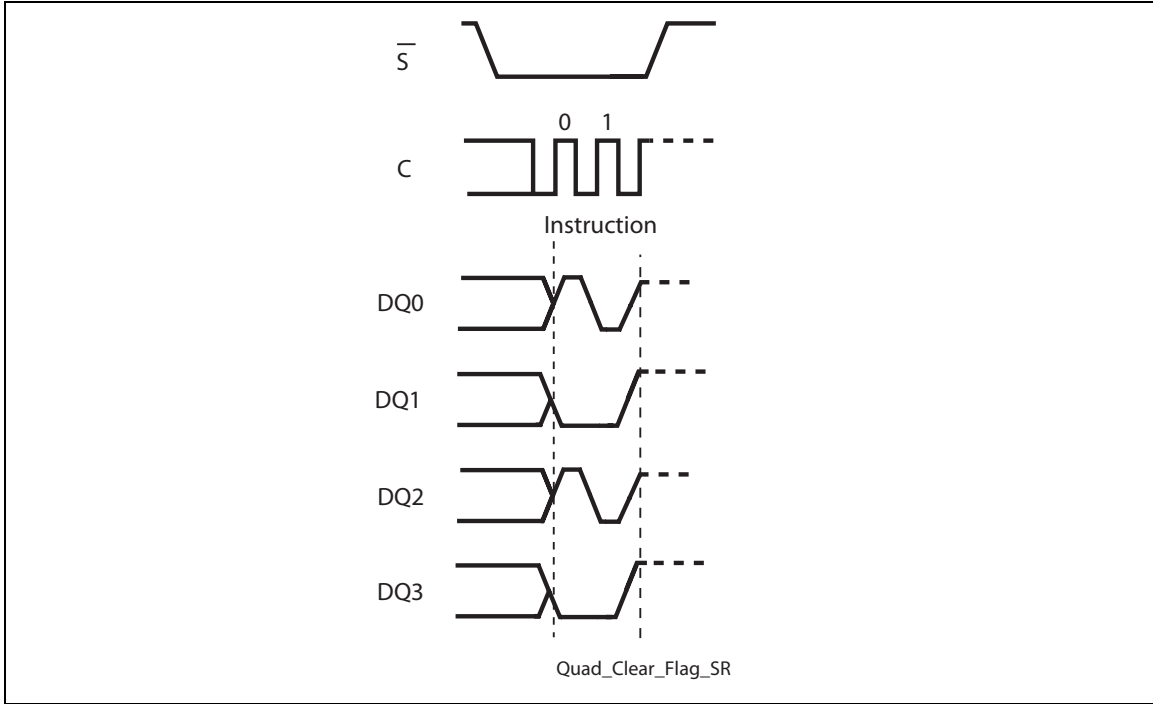 S
0 1
C
Instruction
DQ0
DQ1
DQ2
DQ3
Quad_Clear_Flag_SR